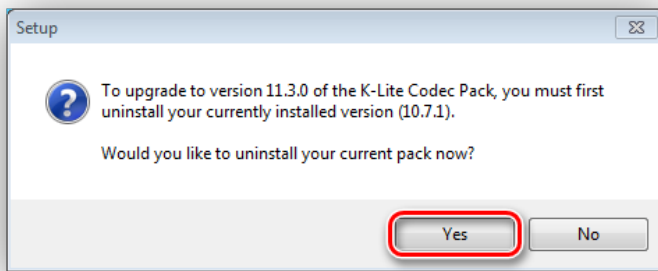 Setup
To upgrade to version 11.3.0 of the K-Lite Codec Pack, you must first
uninstall your currently installed version (10.7.1).
Would you like to uninstall your current pack now?
Yes
No